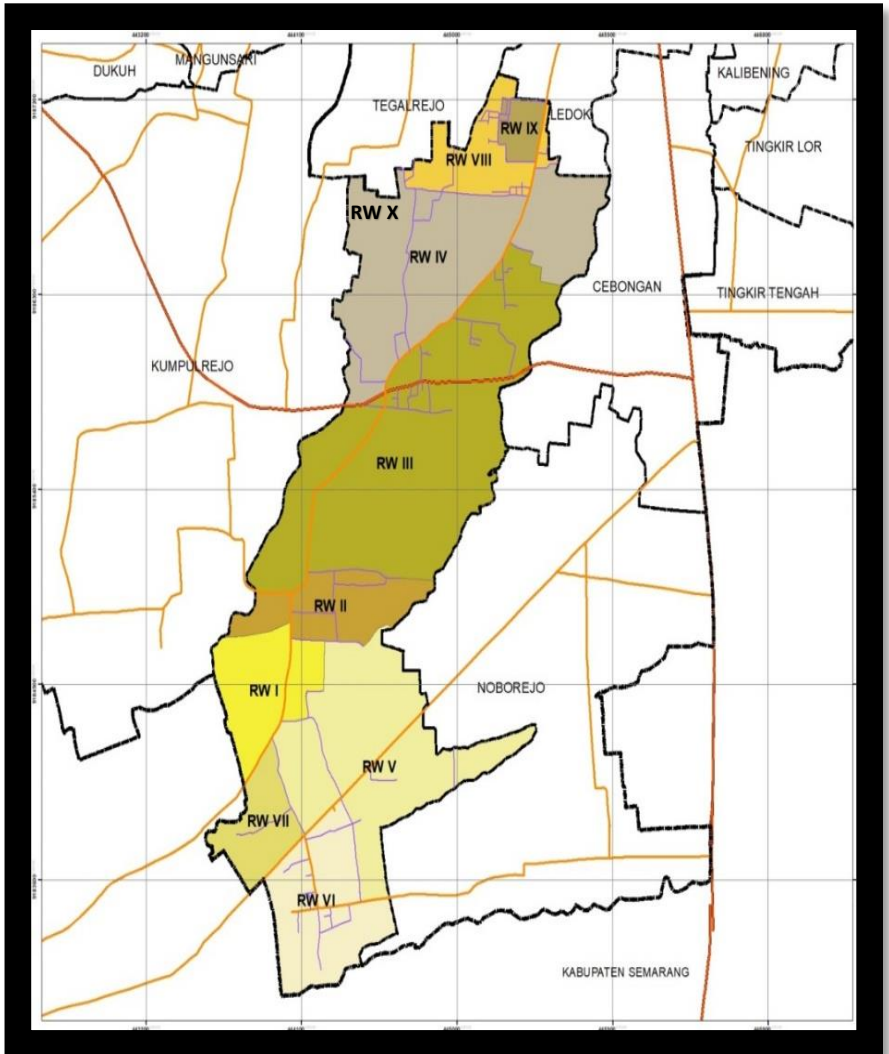 MANGUNSARI
DUKUH
KALIBENING
TEGALREJO
LEDOK
RW IX
TINGKIR LOR
RW VIII
RW X
RW IV
CEBONGAN
TINGKIR TENGAH
KUMPULREJO
RW III
RW II
RW I
NOBOREJO
RW V
RW VII
RW VI
KABUPATEN SEMARANG